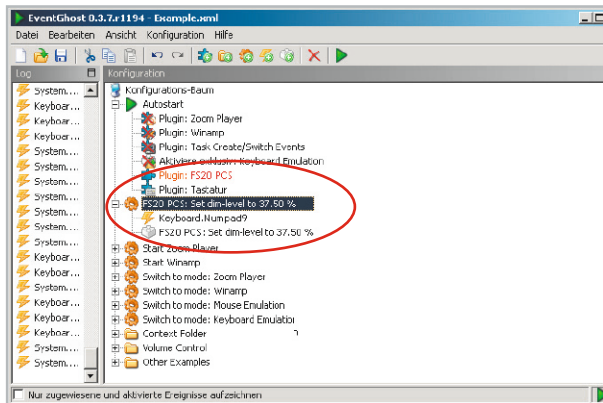 EventGhost 0.3.7.r1194 - Example.xml
Datei Bearbeiten Ansicht Konfiguration Hilfe
Log
System....
Keyboar...
Keyboar...
Keyboar...
System....
System....
System....
System....
System....
Keyboar...
System....
System....
Keyboar...
System....
Keyboar...
Keyboar...
Keyboar...
System....
System....
Konfiguration
Konfigurations-Baum
Autostart
Plugin: Zoom Player
Plugin: Winamp
Plugin: Task Create/Switch Events
Aktiviere exklusiv: Keyboard Emulation
Plugin: FS20 PCS
Plugin: Tastatur
FS20 PCS: Set dim-level to 37.50 %
Keyboard.Numpad9
FS20 PCS: Set dim-level to 37.50 %
Start Zoom Player
Start Winamp
Switch to mode: Zoom Player
Switch to mode: Winamp
Switch to mode: Mouse Emulation
Switch to mode: Keyboard Emulation
Context Folder
Volume Control
Other Examples
Nur zugewiesene und aktivierte Ereignisse aufzeichnen